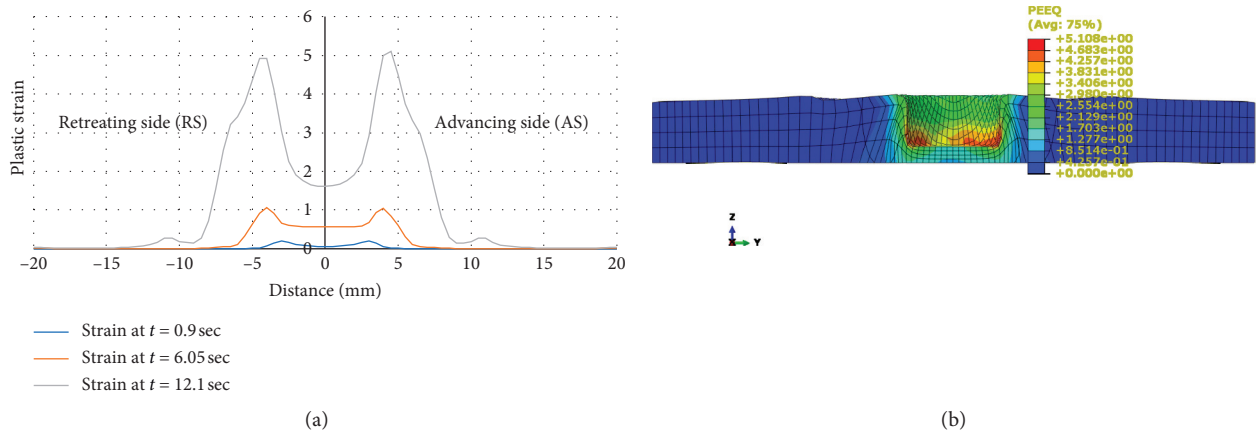 6
5
4
3
2
1
0
Plastic strain
Retreating side (RS)
Advancing side (AS)
−20
−15
−10
−5
0
5
10
15
20
Distance (mm)
Strain at t = 0.9 sec
Strain at t = 6.05 sec
Strain at t = 12.1 sec
(a)
PEEQ
(Avg: 75%)
+5.108e+00
+4.683e+00
+4.257e+00
+3.831e+00
+3.406e+00
+2.980e+00
+2.554e+00
+2.129e+00
+1.703e+00
+1.277e+00
+8.514e-01
+4.257e-01
+0.000e+00
Z
X
Y
(b)